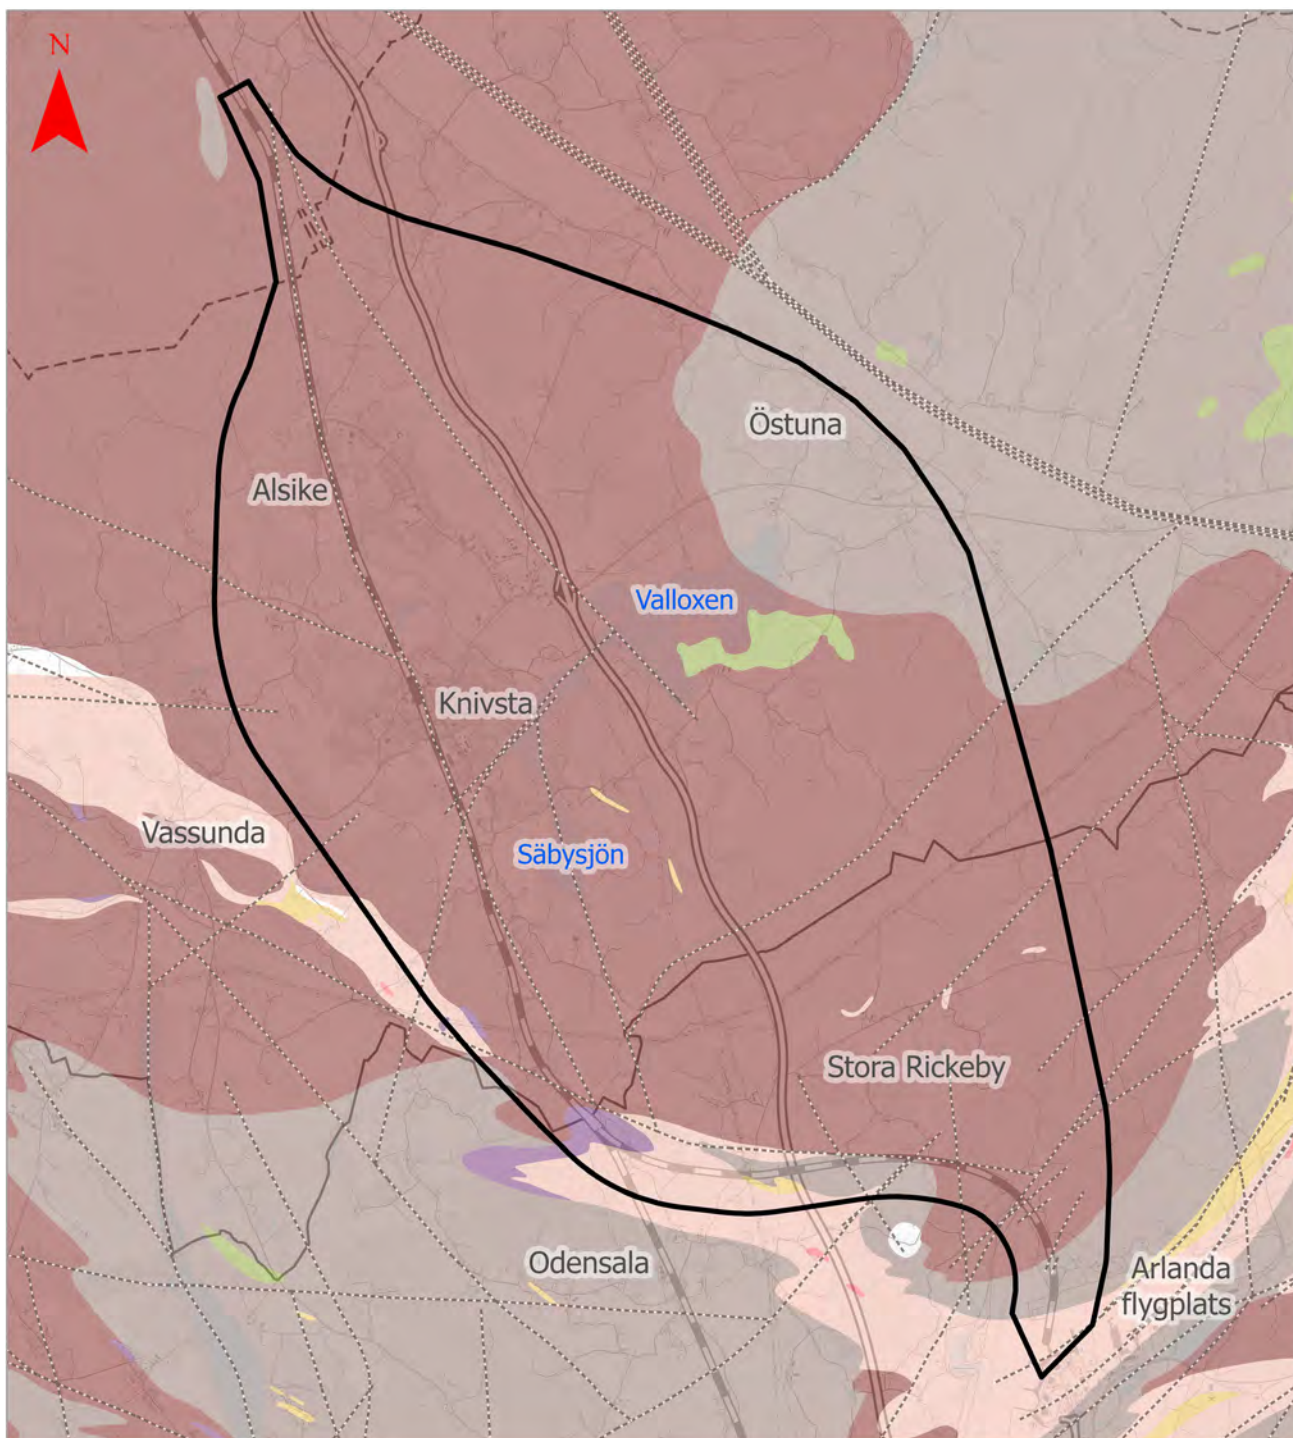 N
Östuna
Alsike
Valloxen
Knivsta
Vassunda
Säbysjön
Stora Rickeby
Odensala
Arlanda
flygplats